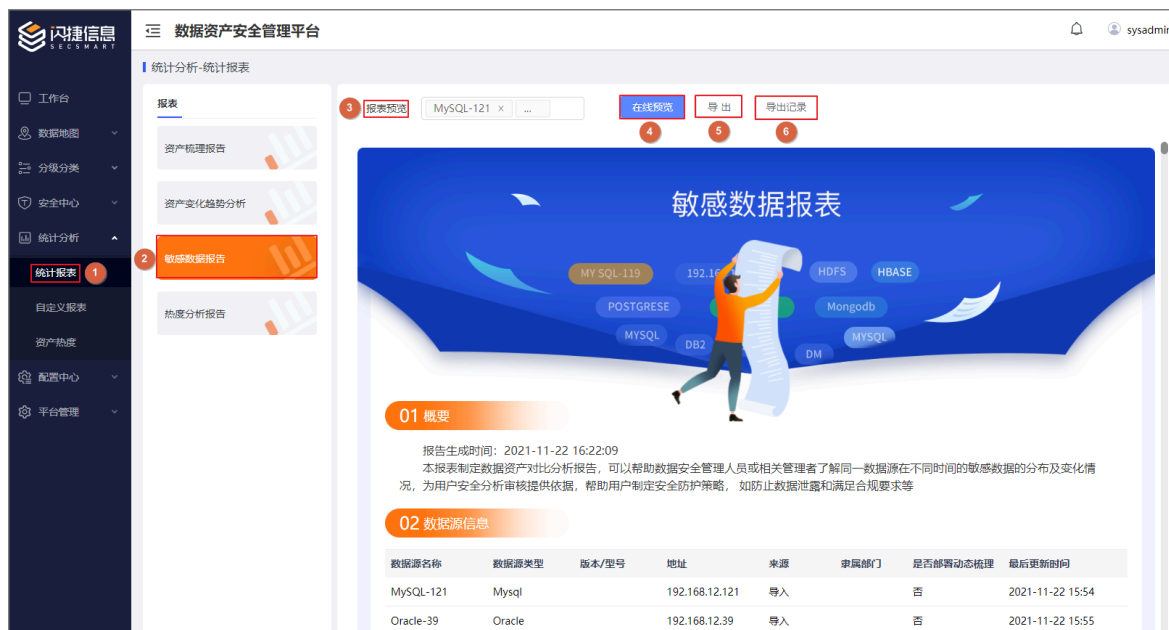 闪捷信息
SECSMART
数据资产安全管理平台
sysadmin
统计分析-统计报表
工作台
数据地图
分级分类
安全中心
统计分析
统计报表 1
自定义报表
资产热度
配置中心
平台管理
报表
资产梳理报告
资产变化趋势分析
2 敏感数据报告
热度分析报告
3 报表预览 MySQL-121 × ... 在线预览 导出 导出记录
4 5 6
敏感数据报表
MY SQL-119 192.16 HDFS HBASE
POSTGRESE Mongodb
MYSQL DB2 DM MYSQL
01 概要
报告生成时间：2021-11-22 16:22:09
本报表制定数据资产对比分析报告，可以帮助数据安全管理人员或相关管理者了解同一数据源在不同时间的敏感数据的分布及变化情
况，为用户安全分析审核提供依据，帮助用户制定安全防护策略， 如防止数据泄露和满足合规要求等
02 数据源信息
数据源名称 数据源类型 版本/型号 地址 来源 隶属部门 是否部署动态梳理 最后更新时间
MySQL-121 Mysql 192.168.12.121 导入 否 2021-11-22 15:54
Oracle-39 Oracle 192.168.12.39 导入 否 2021-11-22 15:55